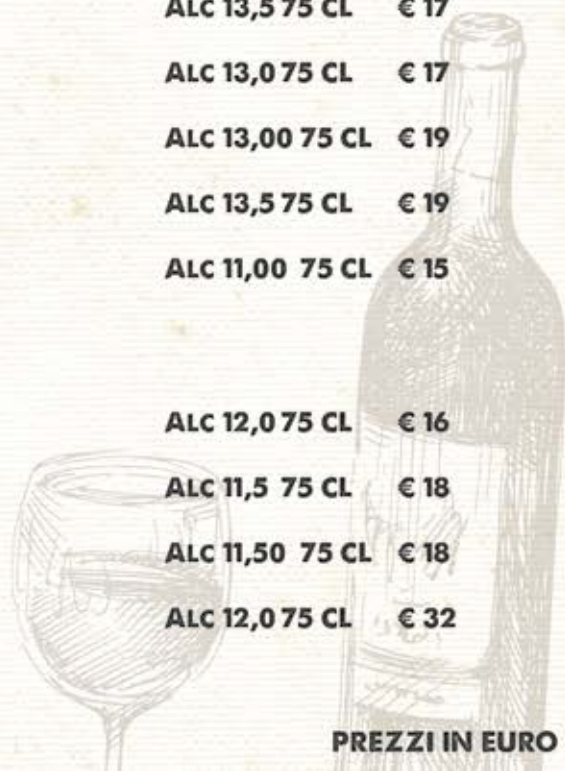 ALC 13,5 75 CL € 17
ALC 13,0 75 CL € 17
ALC 13,00 75 CL € 19
ALC 13,5 75 CL € 19
ALC 11,00 75 CL € 15
ALC 12,0 75 CL € 16
ALC 11,5 75 CL € 18
ALC 11,50 75 CL € 18
ALC 12,0 75 CL € 32
PREZZI IN EURO